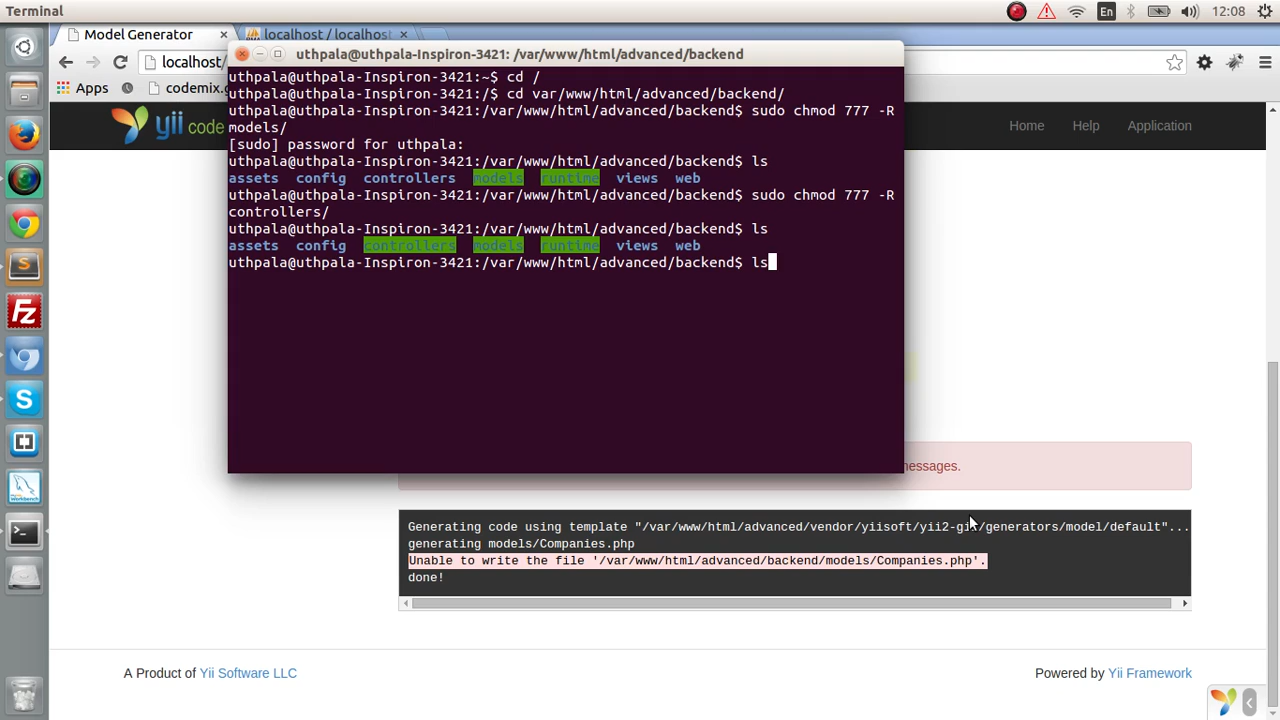 Terminal
En
12:08
Model Generator
×
localhost / localhost
×
localhost/
Apps
codemix.g
uthpala@uthpala-Inspiron-3421: /var/www/html/advanced/backend
uthpala@uthpala-Inspiron-3421:~$ cd /
uthpala@uthpala-Inspiron-3421:/$ cd var/www/html/advanced/backend/
uthpala@uthpala-Inspiron-3421:/var/www/html/advanced/backend$ sudo chmod 777 -R
models/
[sudo] password for uthpala:
uthpala@uthpala-Inspiron-3421:/var/www/html/advanced/backend$ ls
assets config controllers models runtime views web
uthpala@uthpala-Inspiron-3421:/var/www/html/advanced/backend$ sudo chmod 777 -R
controllers/
uthpala@uthpala-Inspiron-3421:/var/www/html/advanced/backend$ ls
assets config controllers models runtime views web
uthpala@uthpala-Inspiron-3421:/var/www/html/advanced/backend$ ls
yii code
Home Help Application
messages.
Generating code using template "/var/www/html/advanced/vendor/yiisoft/yii2-gii/generators/model/default"...
generating models/Companies.php
Unable to write the file '/var/www/html/advanced/backend/models/Companies.php'.
done!
A Product of Yii Software LLC
Powered by Yii Framework